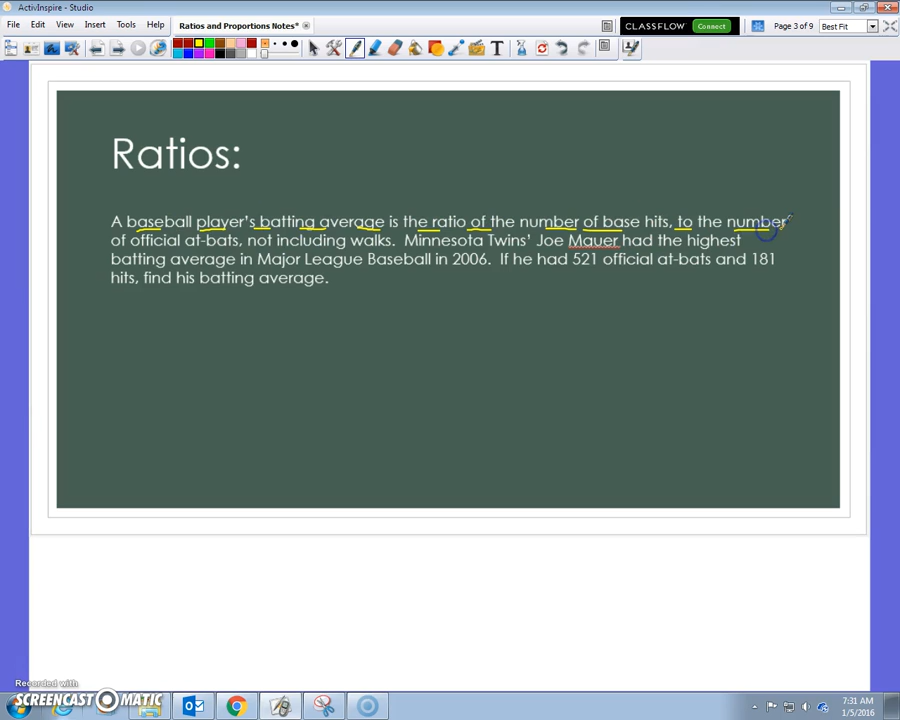 ActivInspire - Studio
File Edit View Insert Tools Help
Ratios and Proportions Notes*
CLASSFLOW Connect
Page 3 of 9
Best Fit
Ratios:
A baseball player's batting average is the ratio of the number of base hits, to the number
of official at-bats, not including walks. Minnesota Twins' Joe Mauer had the highest
batting average in Major League Baseball in 2006. If he had 521 official at-bats and 181
hits, find his batting average.
Recorded with
SCREENCAST MATIC
7:31 AM
1/5/2016